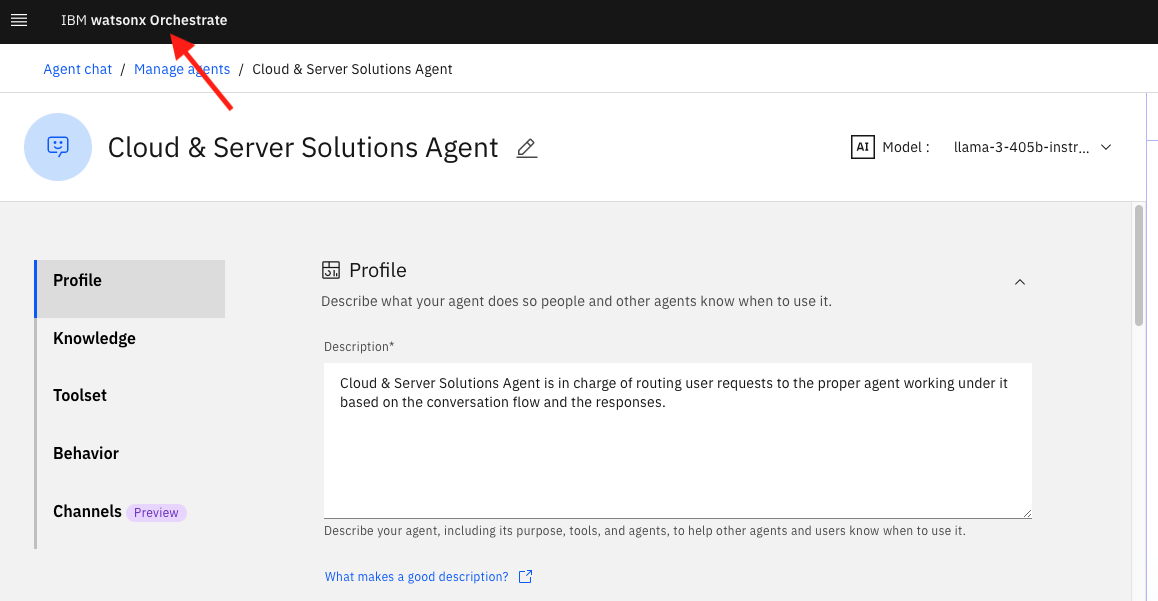 IBM watsonx Orchestrate
Agent chat / Manage agents / Cloud & Server Solutions Agent
Cloud & Server Solutions Agent
AI Model : llama-3-405b-instr...
Profile
Knowledge
Toolset
Behavior
Channels Preview
Profile
Describe what your agent does so people and other agents know when to use it.
Description*
Cloud & Server Solutions Agent is in charge of routing user requests to the proper agent working under it
based on the conversation flow and the responses.
Describe your agent, including its purpose, tools, and agents, to help other agents and users know when to use it.
What makes a good description?